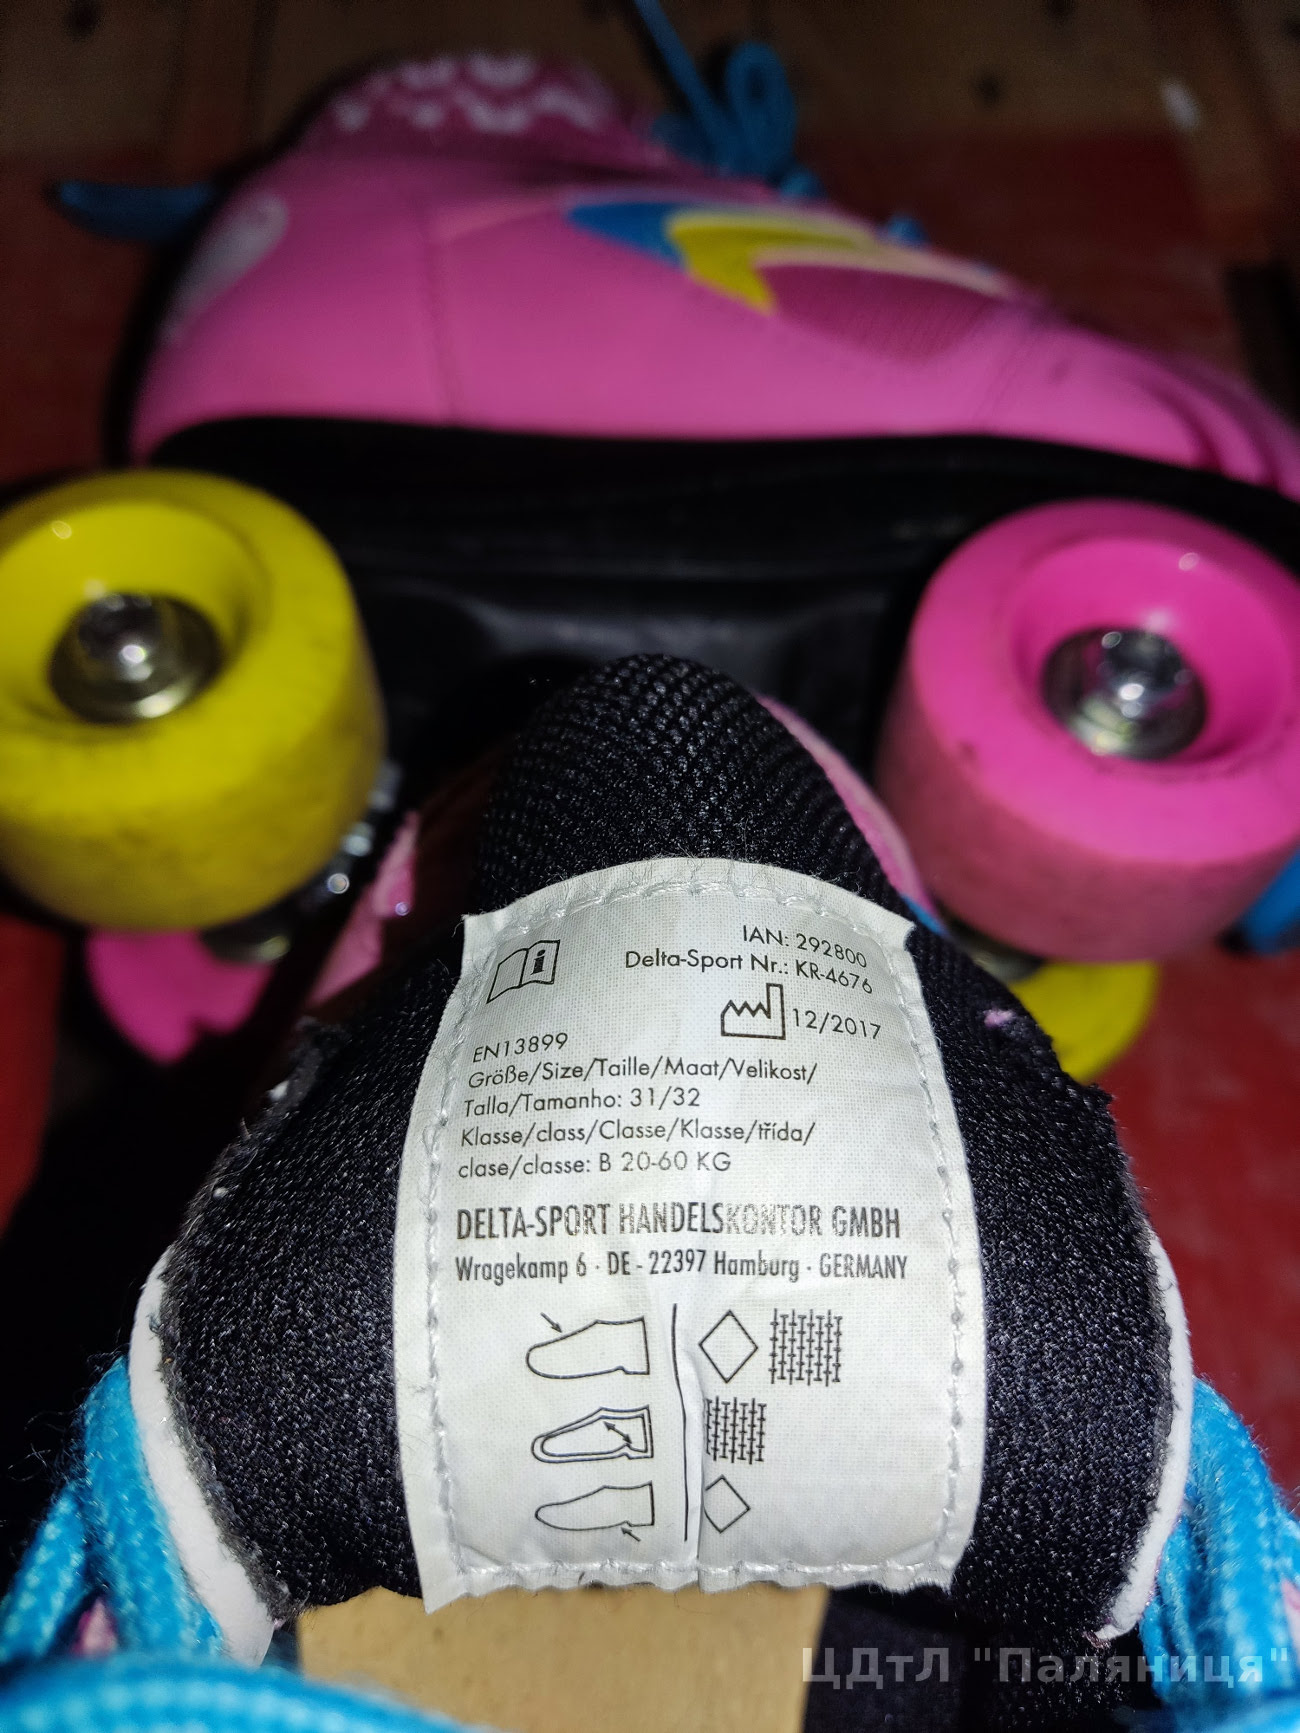 IAN: 292800
Delta-Sport Nr.: KR-4676
12/2017
EN13899
Größe/Size/Taille/Maat/Velikost/
Talla/Tamanho: 31/32
Klasse/class/Classe/Klasse/třída/
clase/classe: B 20-60 KG
DELTA-SPORT HANDELSKONTOR GMBH
Wragekamp 6 · DE - 22397 Hamburg · GERMANY
ЦДтЛ "Паляниця"